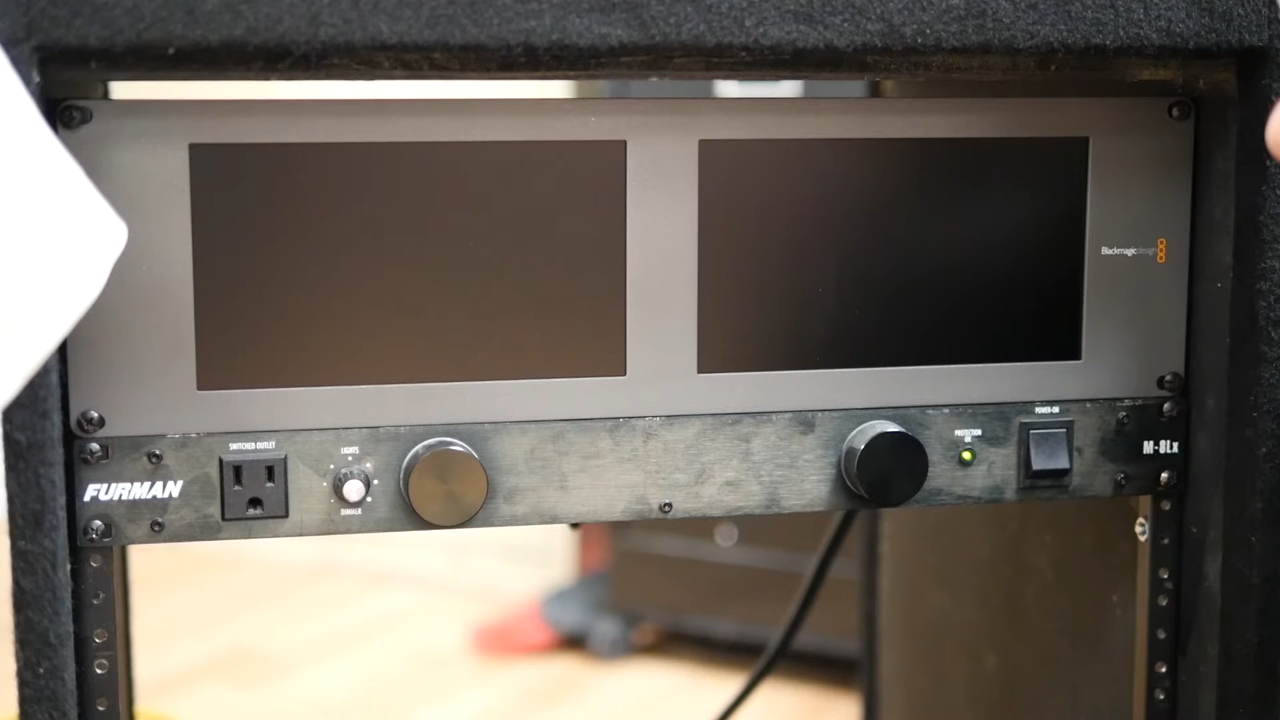 Blackmagicdesign
SWITCHED OUTLET
LIGHTS
DIMMER
FURMAN
PROTECTION
OK
POWER-ON
M-8Lx